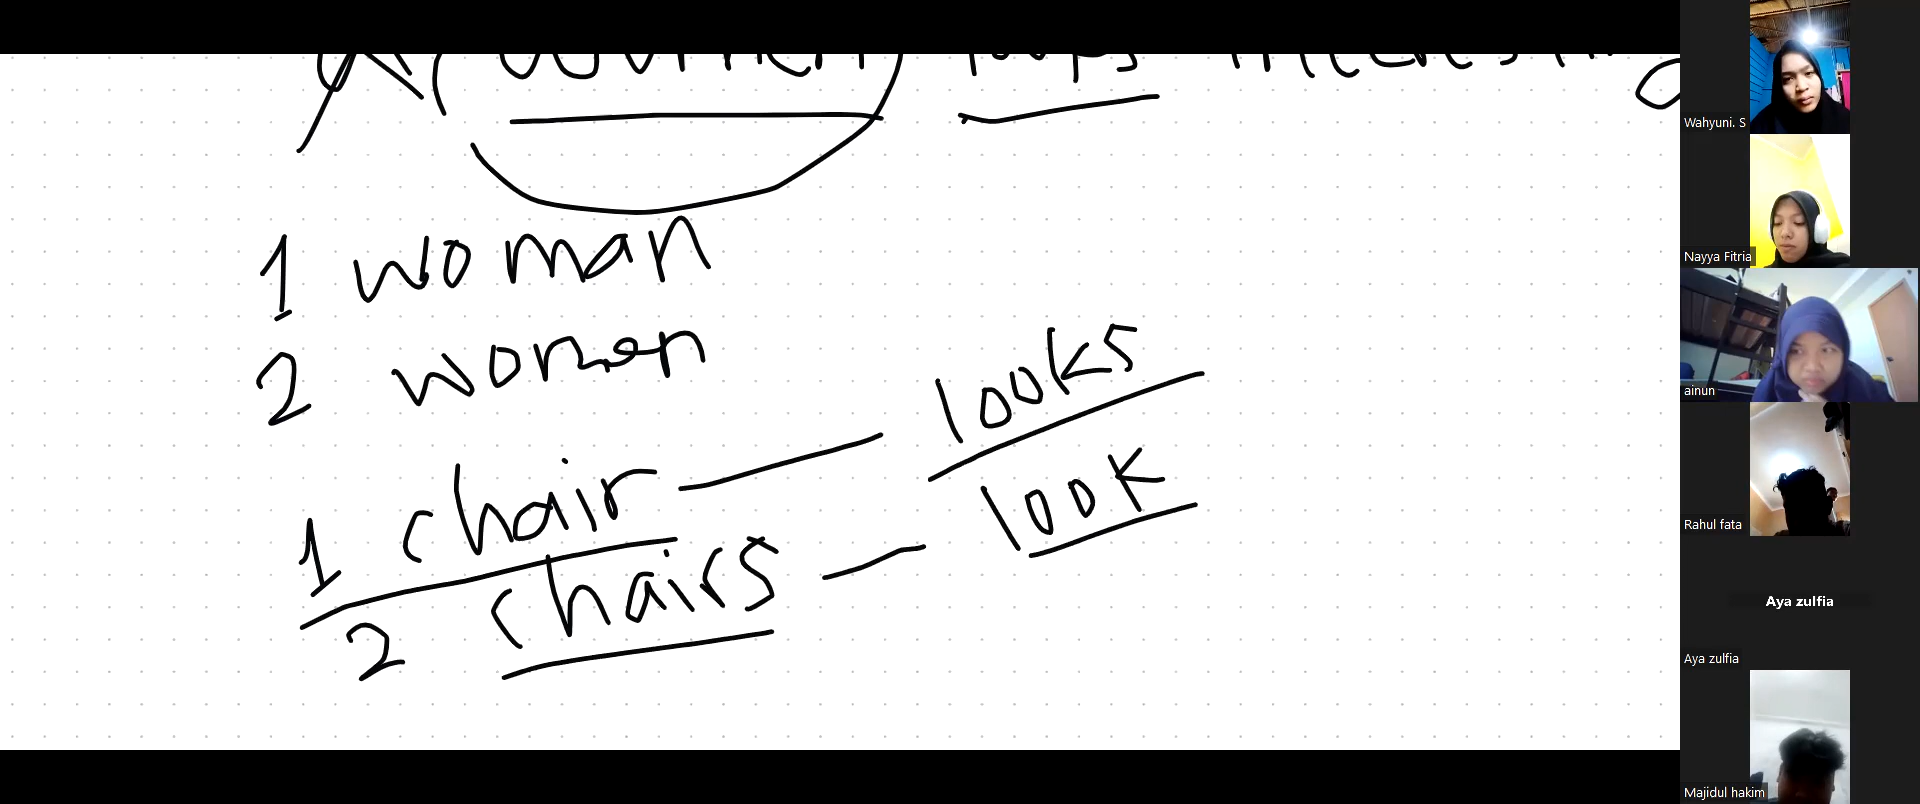 looks interesting
1 woman
2 women
1 chair — looks
2 chairs — look
Wahyuni. S
Nayya Fitria
ainun
Rahul fata
Aya zulfia
Aya zulfia
Majidul hakim